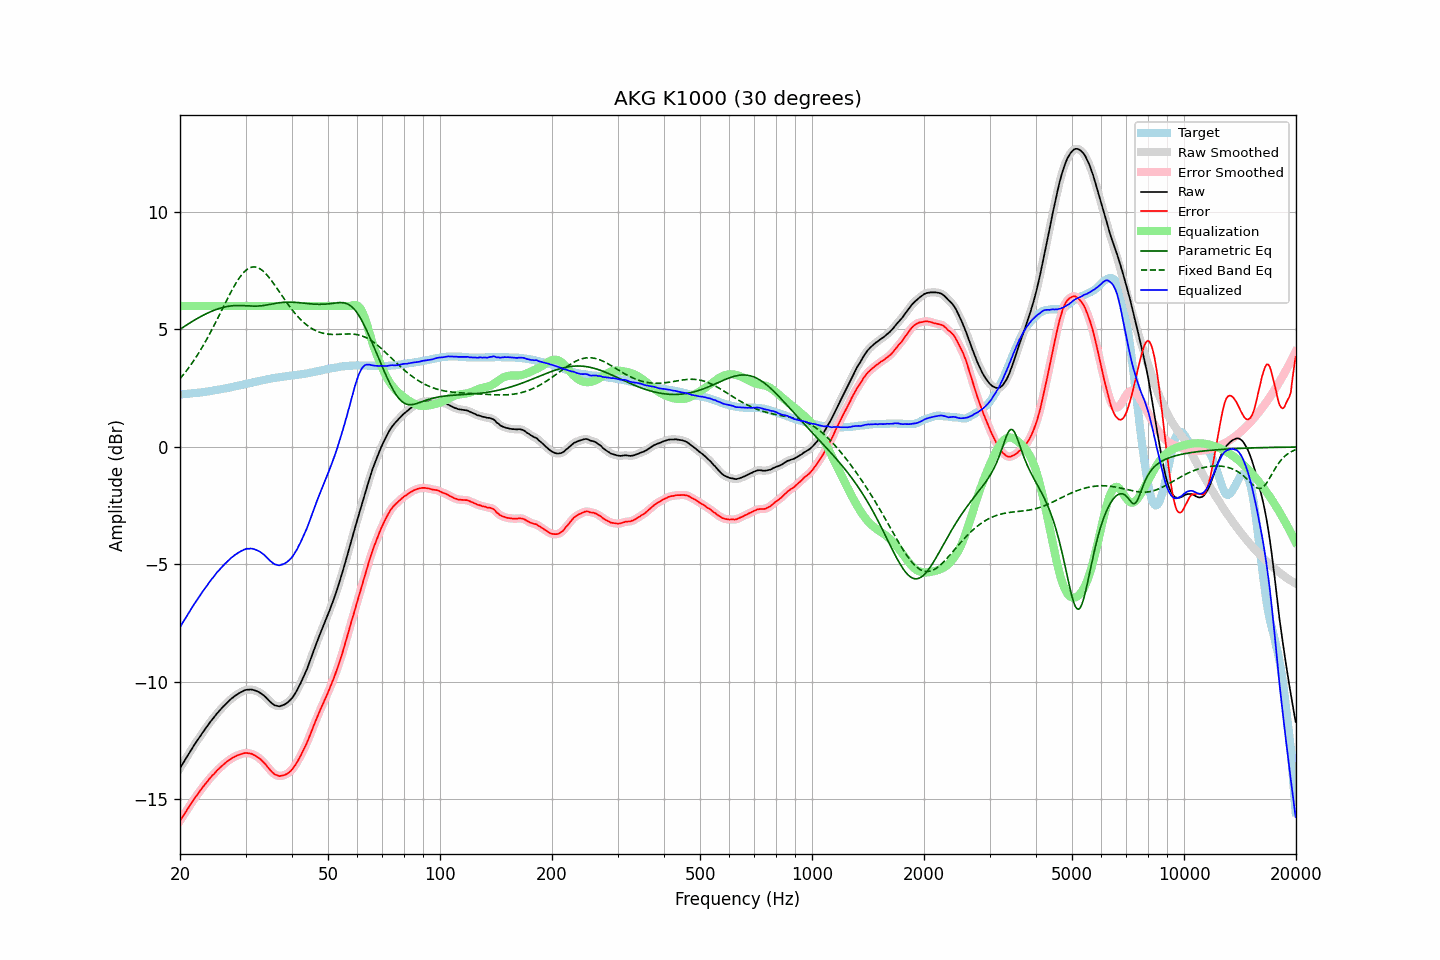 AKG K1000 (30 degrees)
Target
Raw Smoothed
Error Smoothed
Raw
Error
Equalization
Parametric Eq
Fixed Band Eq
Equalized
Amplitude (dBr)
10
5
0
−5
−10
−15
20
50
100
200
500
1000
2000
5000
10000
20000
Frequency (Hz)